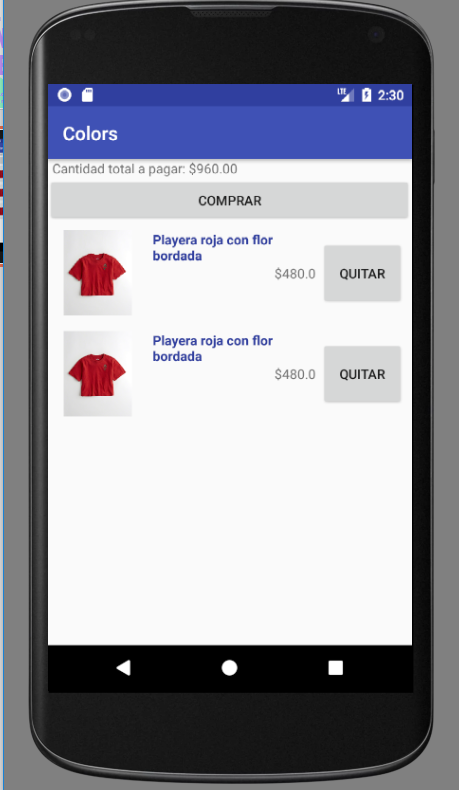 LTE 2:30
Colors
Cantidad total a pagar: $960.00
COMPRAR
Playera roja con flor
bordada
$480.0
QUITAR
Playera roja con flor
bordada
$480.0
QUITAR